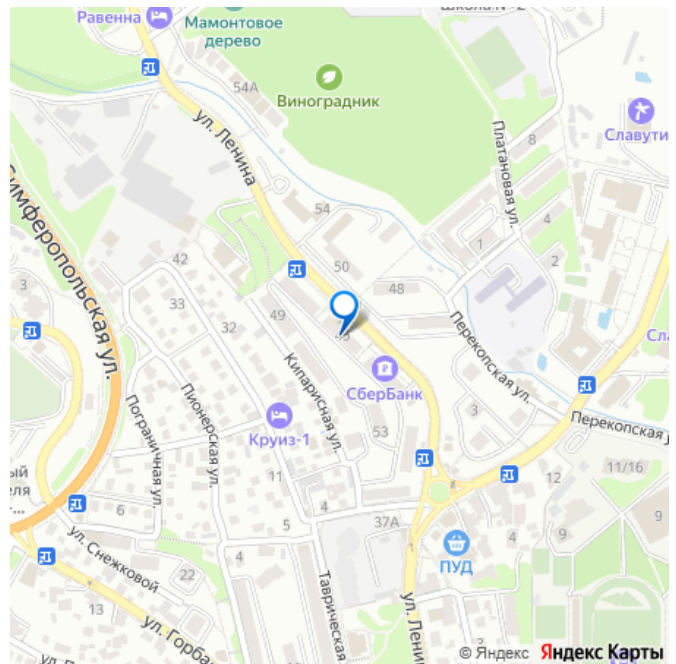 Равенна
Мамонтовое
дерево
54А
Виноградник
Славути
ул. Ленина
Платановая ул.
8
4
1
2
54
50
48
42
3
33
32
49
Симферопольская ул.
Перекопская ул.
СберБанк
Кипарисная ул.
Пионерская ул.
Пограничная ул.
Круиз-1
53
3
Перекопская у
11
12
11/16
6
5
4
37А
1
9
9
ул. Снежковой
4
22
ПУД
4
13
Таврическая
ул. Горба
ул. Ленин
3
1
© Яндекс Яндекс Карты